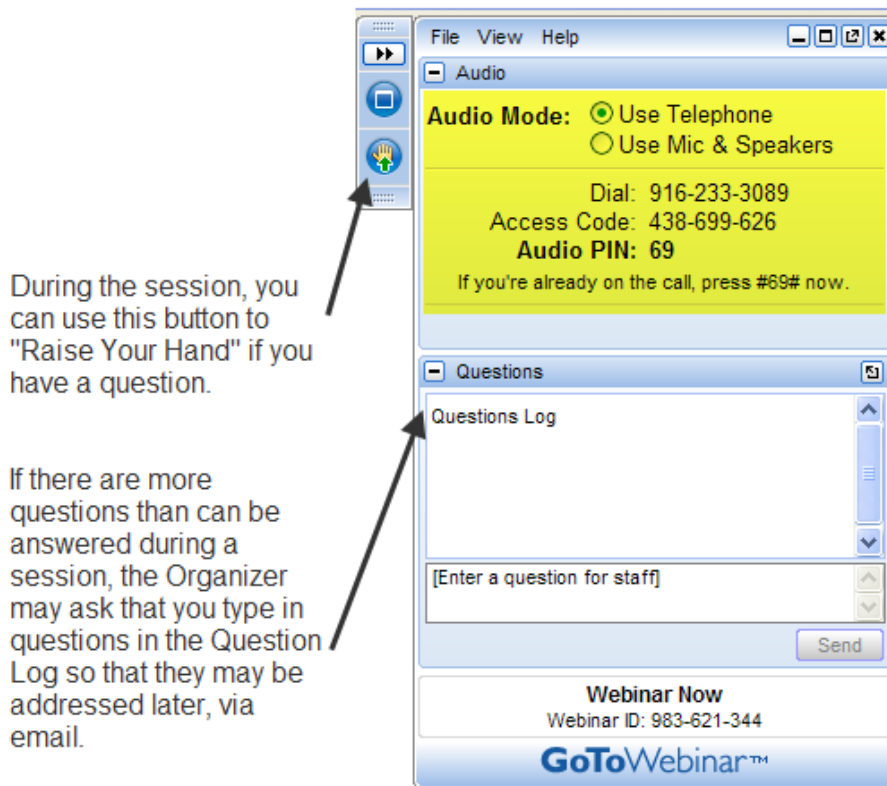 File View Help
Audio
Audio Mode: Use Telephone
Use Mic & Speakers
Dial: 916-233-3089
Access Code: 438-699-626
Audio PIN: 69
If you're already on the call, press #69# now.
During the session, you
can use this button to
"Raise Your Hand" if you
have a question.
Questions
Questions Log
If there are more
questions than can be
answered during a
session, the Organizer
may ask that you type in
questions in the Question
Log so that they may be
addressed later, via
email.
[Enter a question for staff]
Send
Webinar Now
Webinar ID: 983-621-344
GoToWebinar™